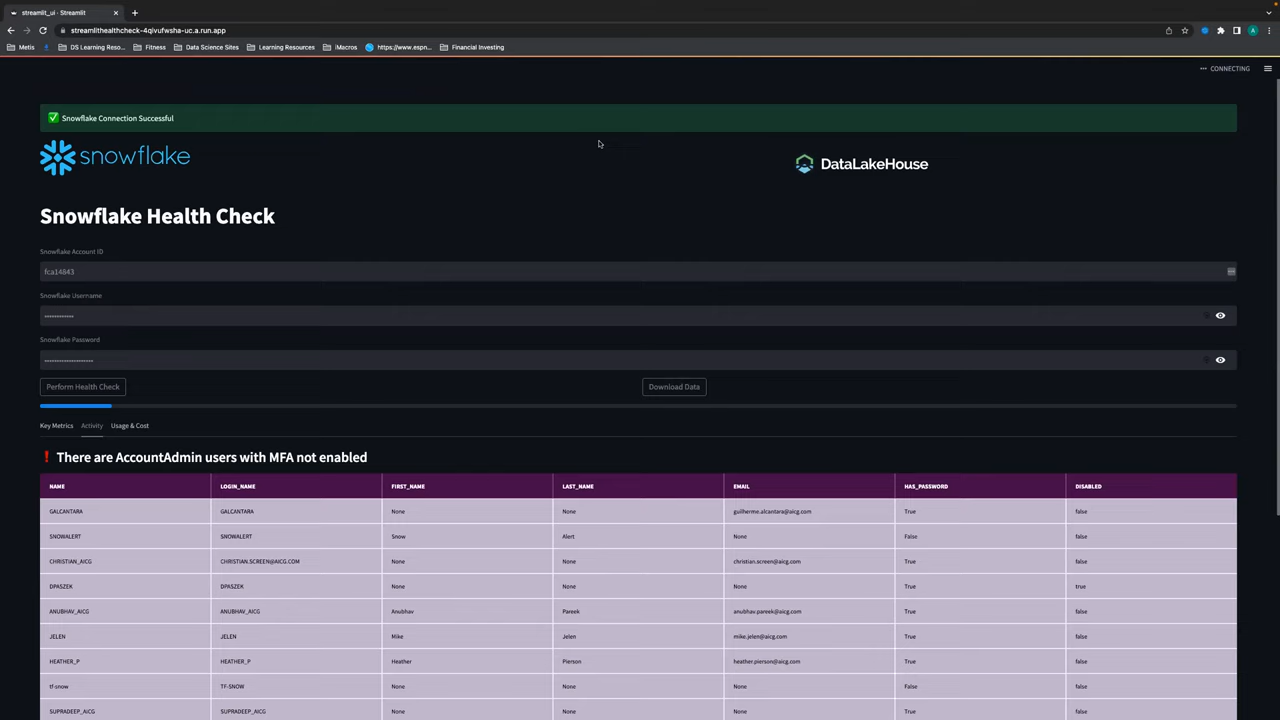 streamlit_ui · Streamlit
streamlithealthcheck-4qivufwsha-uc.a.run.app
Metis DS Learning Reso... Fitness Data Science Sites Learning Resources iMacros https://www.espn... Financial Investing
CONNECTING
Snowflake Connection Successful
snowflake DataLakeHouse
Snowflake Health Check
Snowflake Account ID
fca14843
Snowflake Username
Snowflake Password
Perform Health Check Download Data
Key Metrics Activity Usage & Cost
There are AccountAdmin users with MFA not enabled
NAME LOGIN_NAME FIRST_NAME LAST_NAME EMAIL HAS_PASSWORD DISABLED
GALCANTARA GALCANTARA None None guilherme.alcantara@aicg.com True false
SNOWALERT SNOWALERT Snow Alert None False false
CHRISTIAN_AICG CHRISTIAN.SCREEN@AICG.COM None None christian.screen@aicg.com True false
DPASZEK DPASZEK None None None True true
ANUBHAV_AICG ANUBHAV_AICG Anubhav Pareek anubhav.pareek@aicg.com True false
JELEN JELEN Mike Jelen mike.jelen@aicg.com True false
HEATHER_P HEATHER_P Heather Pierson heather.pierson@aicg.com True false
tf-snow TF-SNOW None None None False false
SUPRADEEP_AICG SUPRADEEP_AICG None None None True false